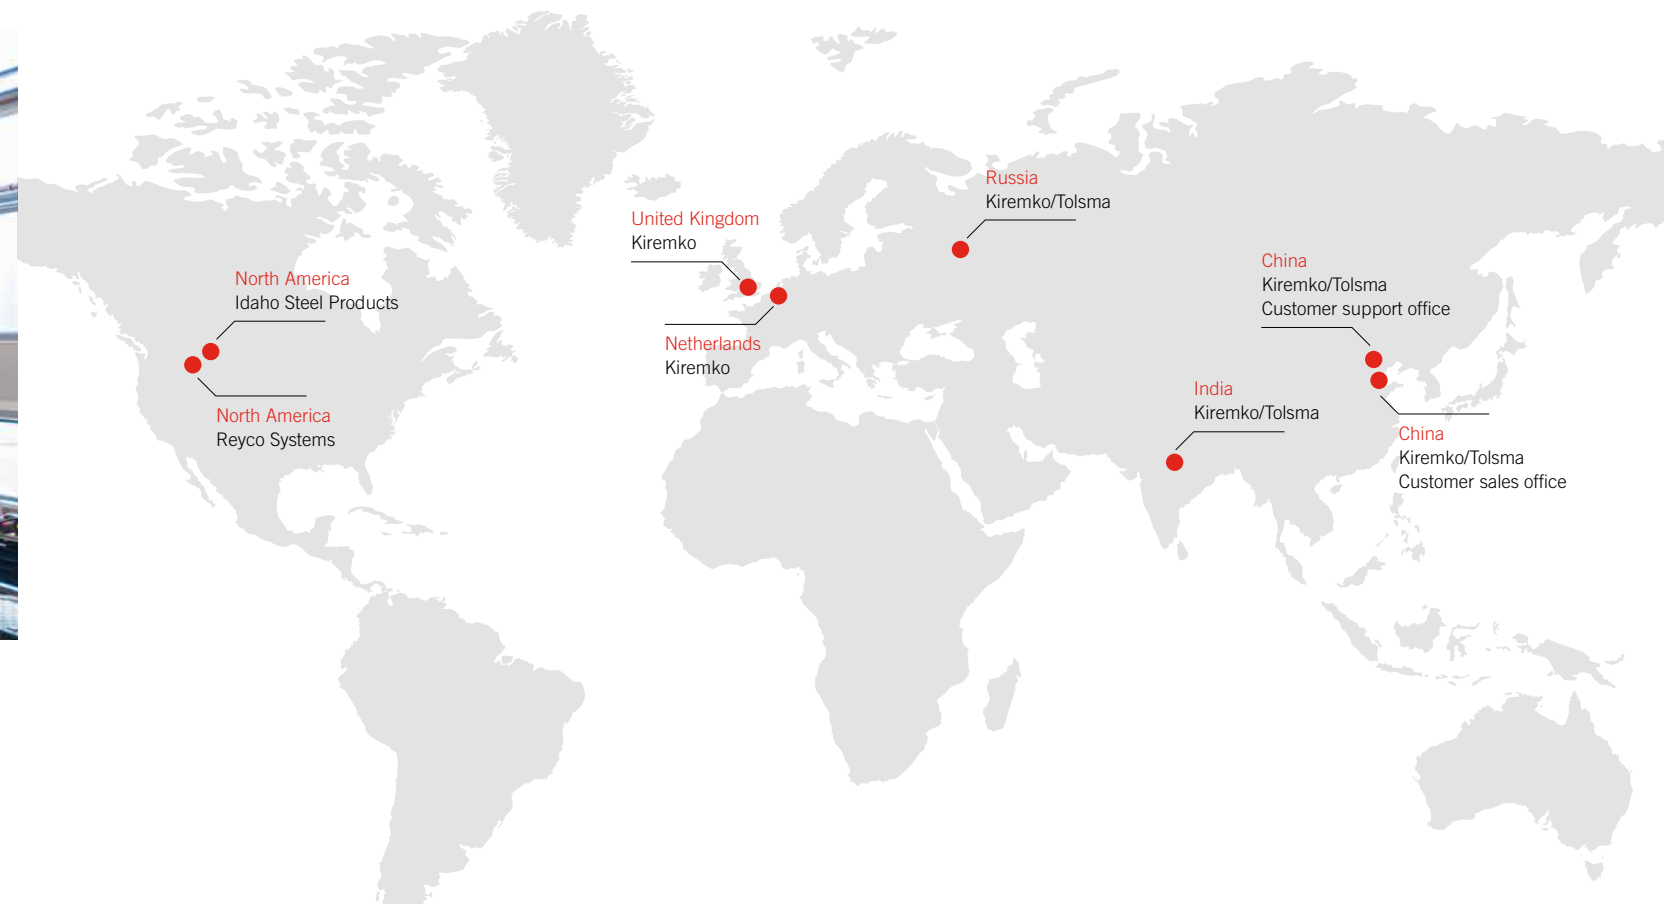 Russia
Kiremko/Tolsma
United Kingdom
Kiremko
China
Kiremko/Tolsma
Customer support office
North America
Idaho Steel Products
Netherlands
Kiremko
India
Kiremko/Tolsma
North America
Reyco Systems
China
Kiremko/Tolsma
Customer sales office